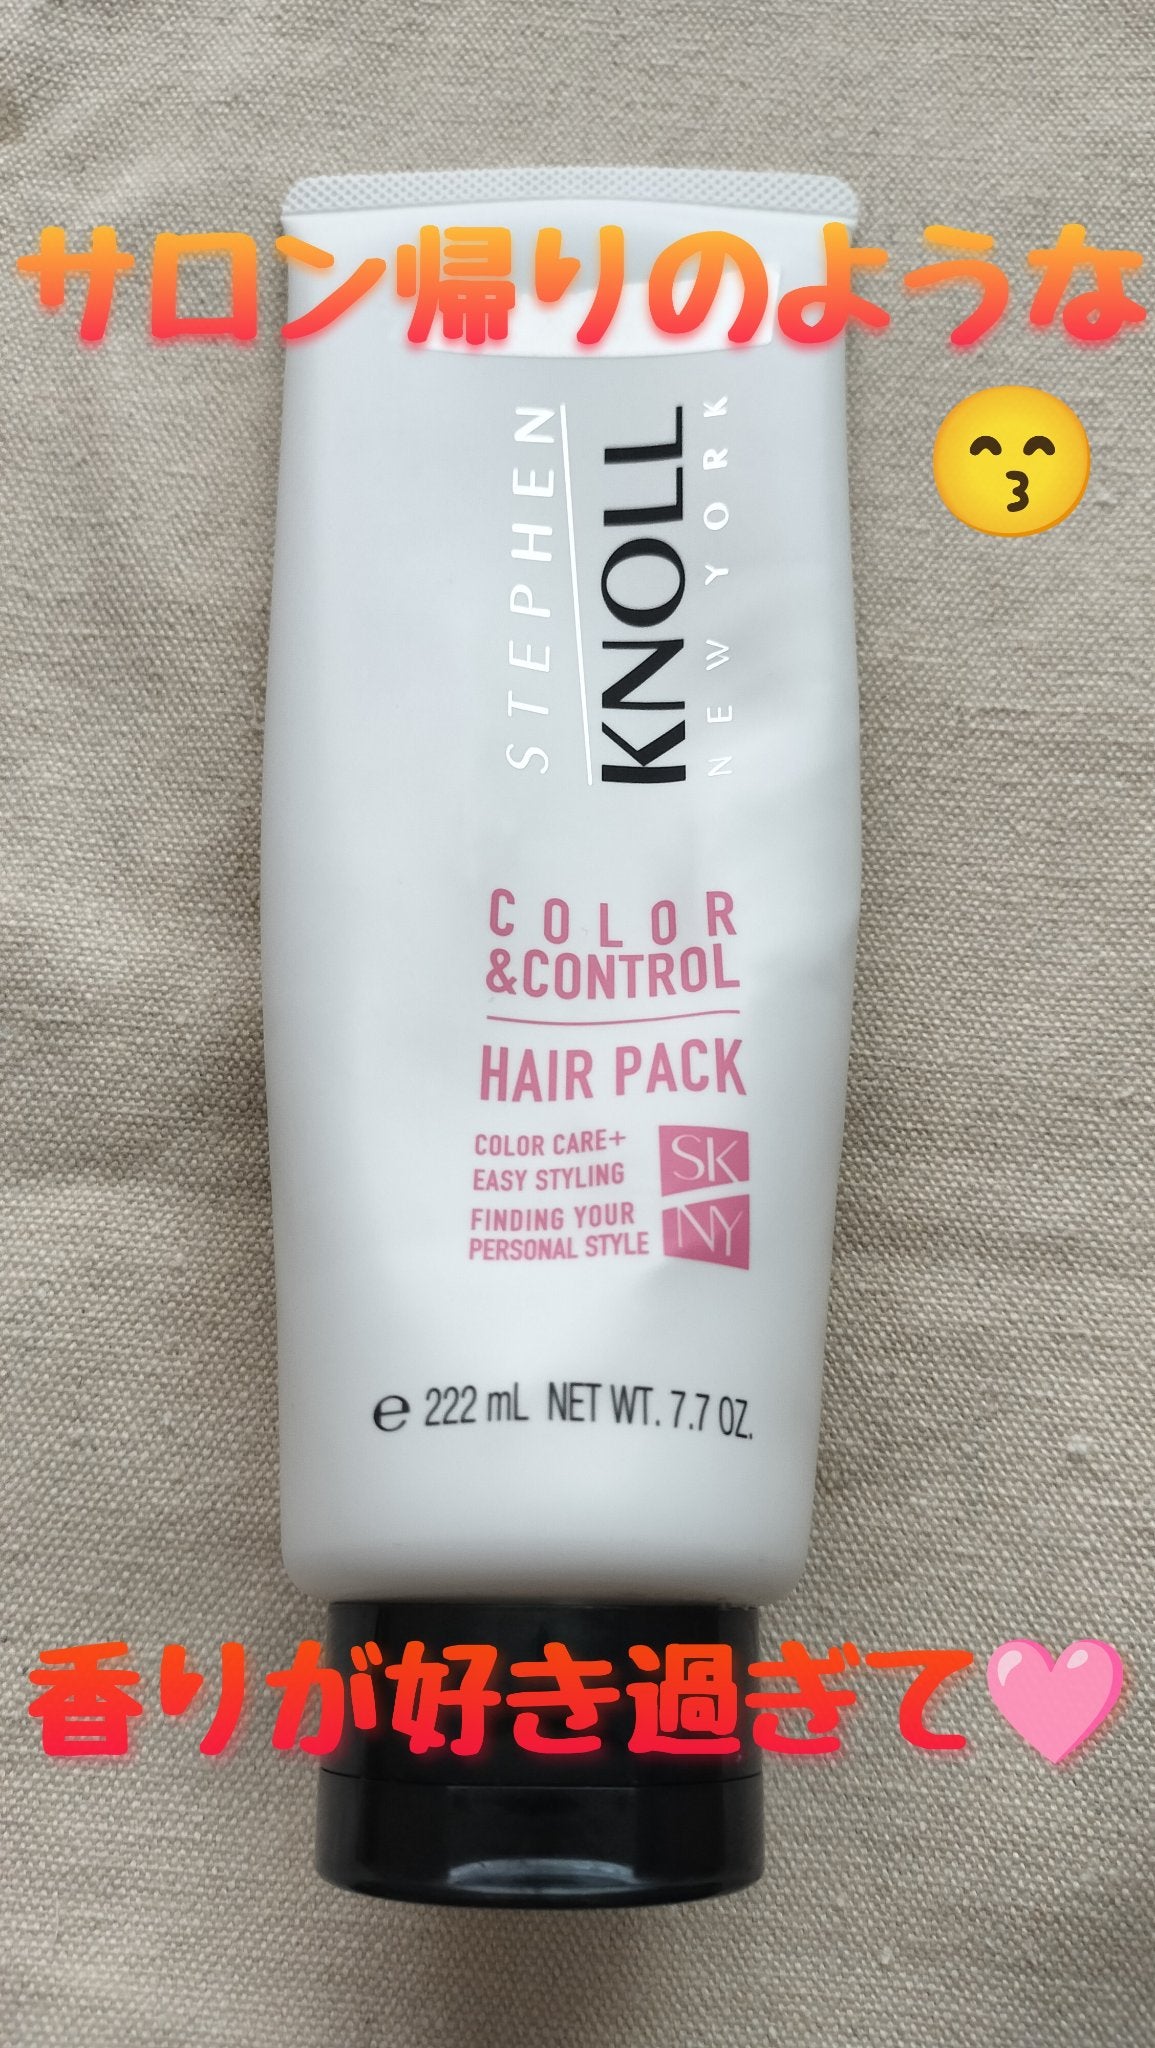 サロン帰りのような
STEPHEN
KNOLL
NEW YORK
COLOR
&CONTROL
HAIR PACK
COLOR CARE+
EASY STYLING
FINDING YOUR
PERSONAL STYLE
SK
NY
e 222 mL NET WT. 7.7 OZ.
香りが好き過ぎて